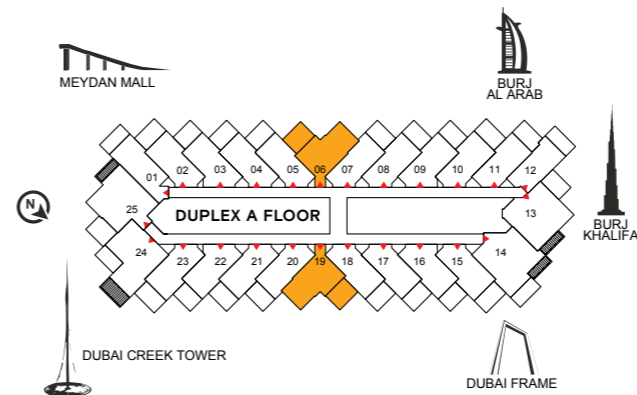 MEYDAN MALL
BURJ
AL ARAB
BURJ
KHALIFA
N
01
02
03
04
05
06
07
08
09
10
11
12
25
DUPLEX A FLOOR
13
24
23
22
21
20
19
18
17
16
15
14
DUBAI CREEK TOWER
DUBAI FRAME